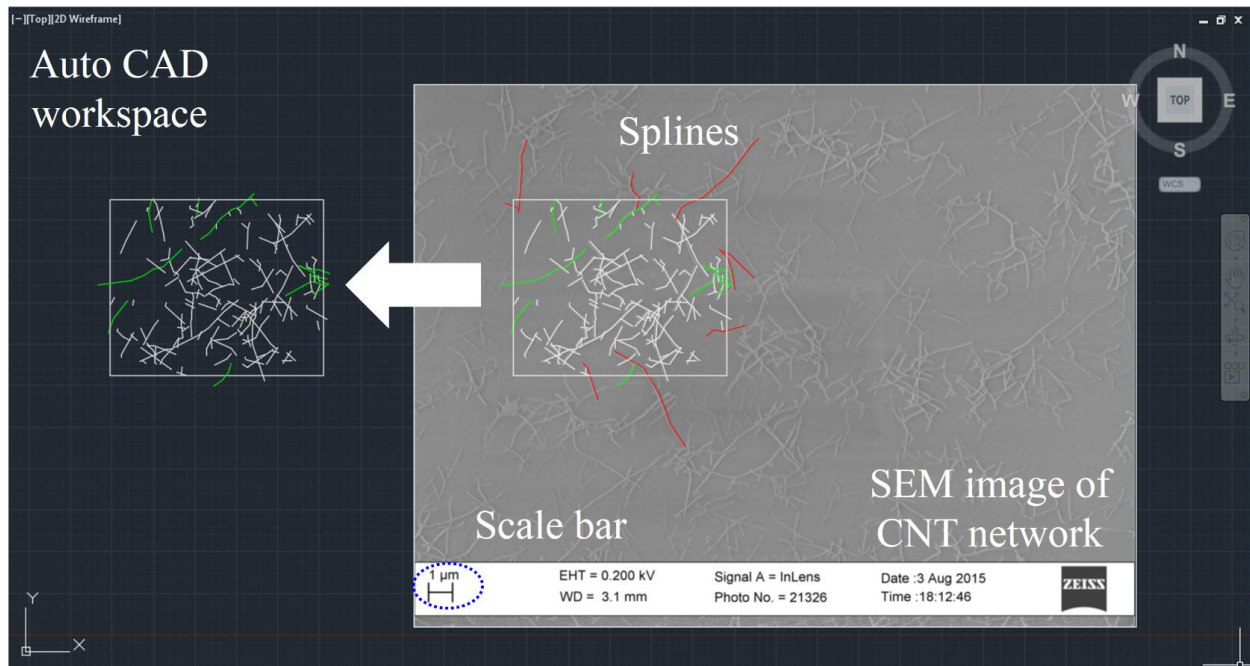 [−][Top][2D Wireframe]
Auto CAD
workspace
N
W
TOP
E
S
WCS
Splines
SEM image of
CNT network
Scale bar
1 µm
EHT = 0.200 kV
WD = 3.1 mm
Signal A = InLens
Photo No. = 21326
Date :3 Aug 2015
Time :18:12:46
ZEISS
Y
X